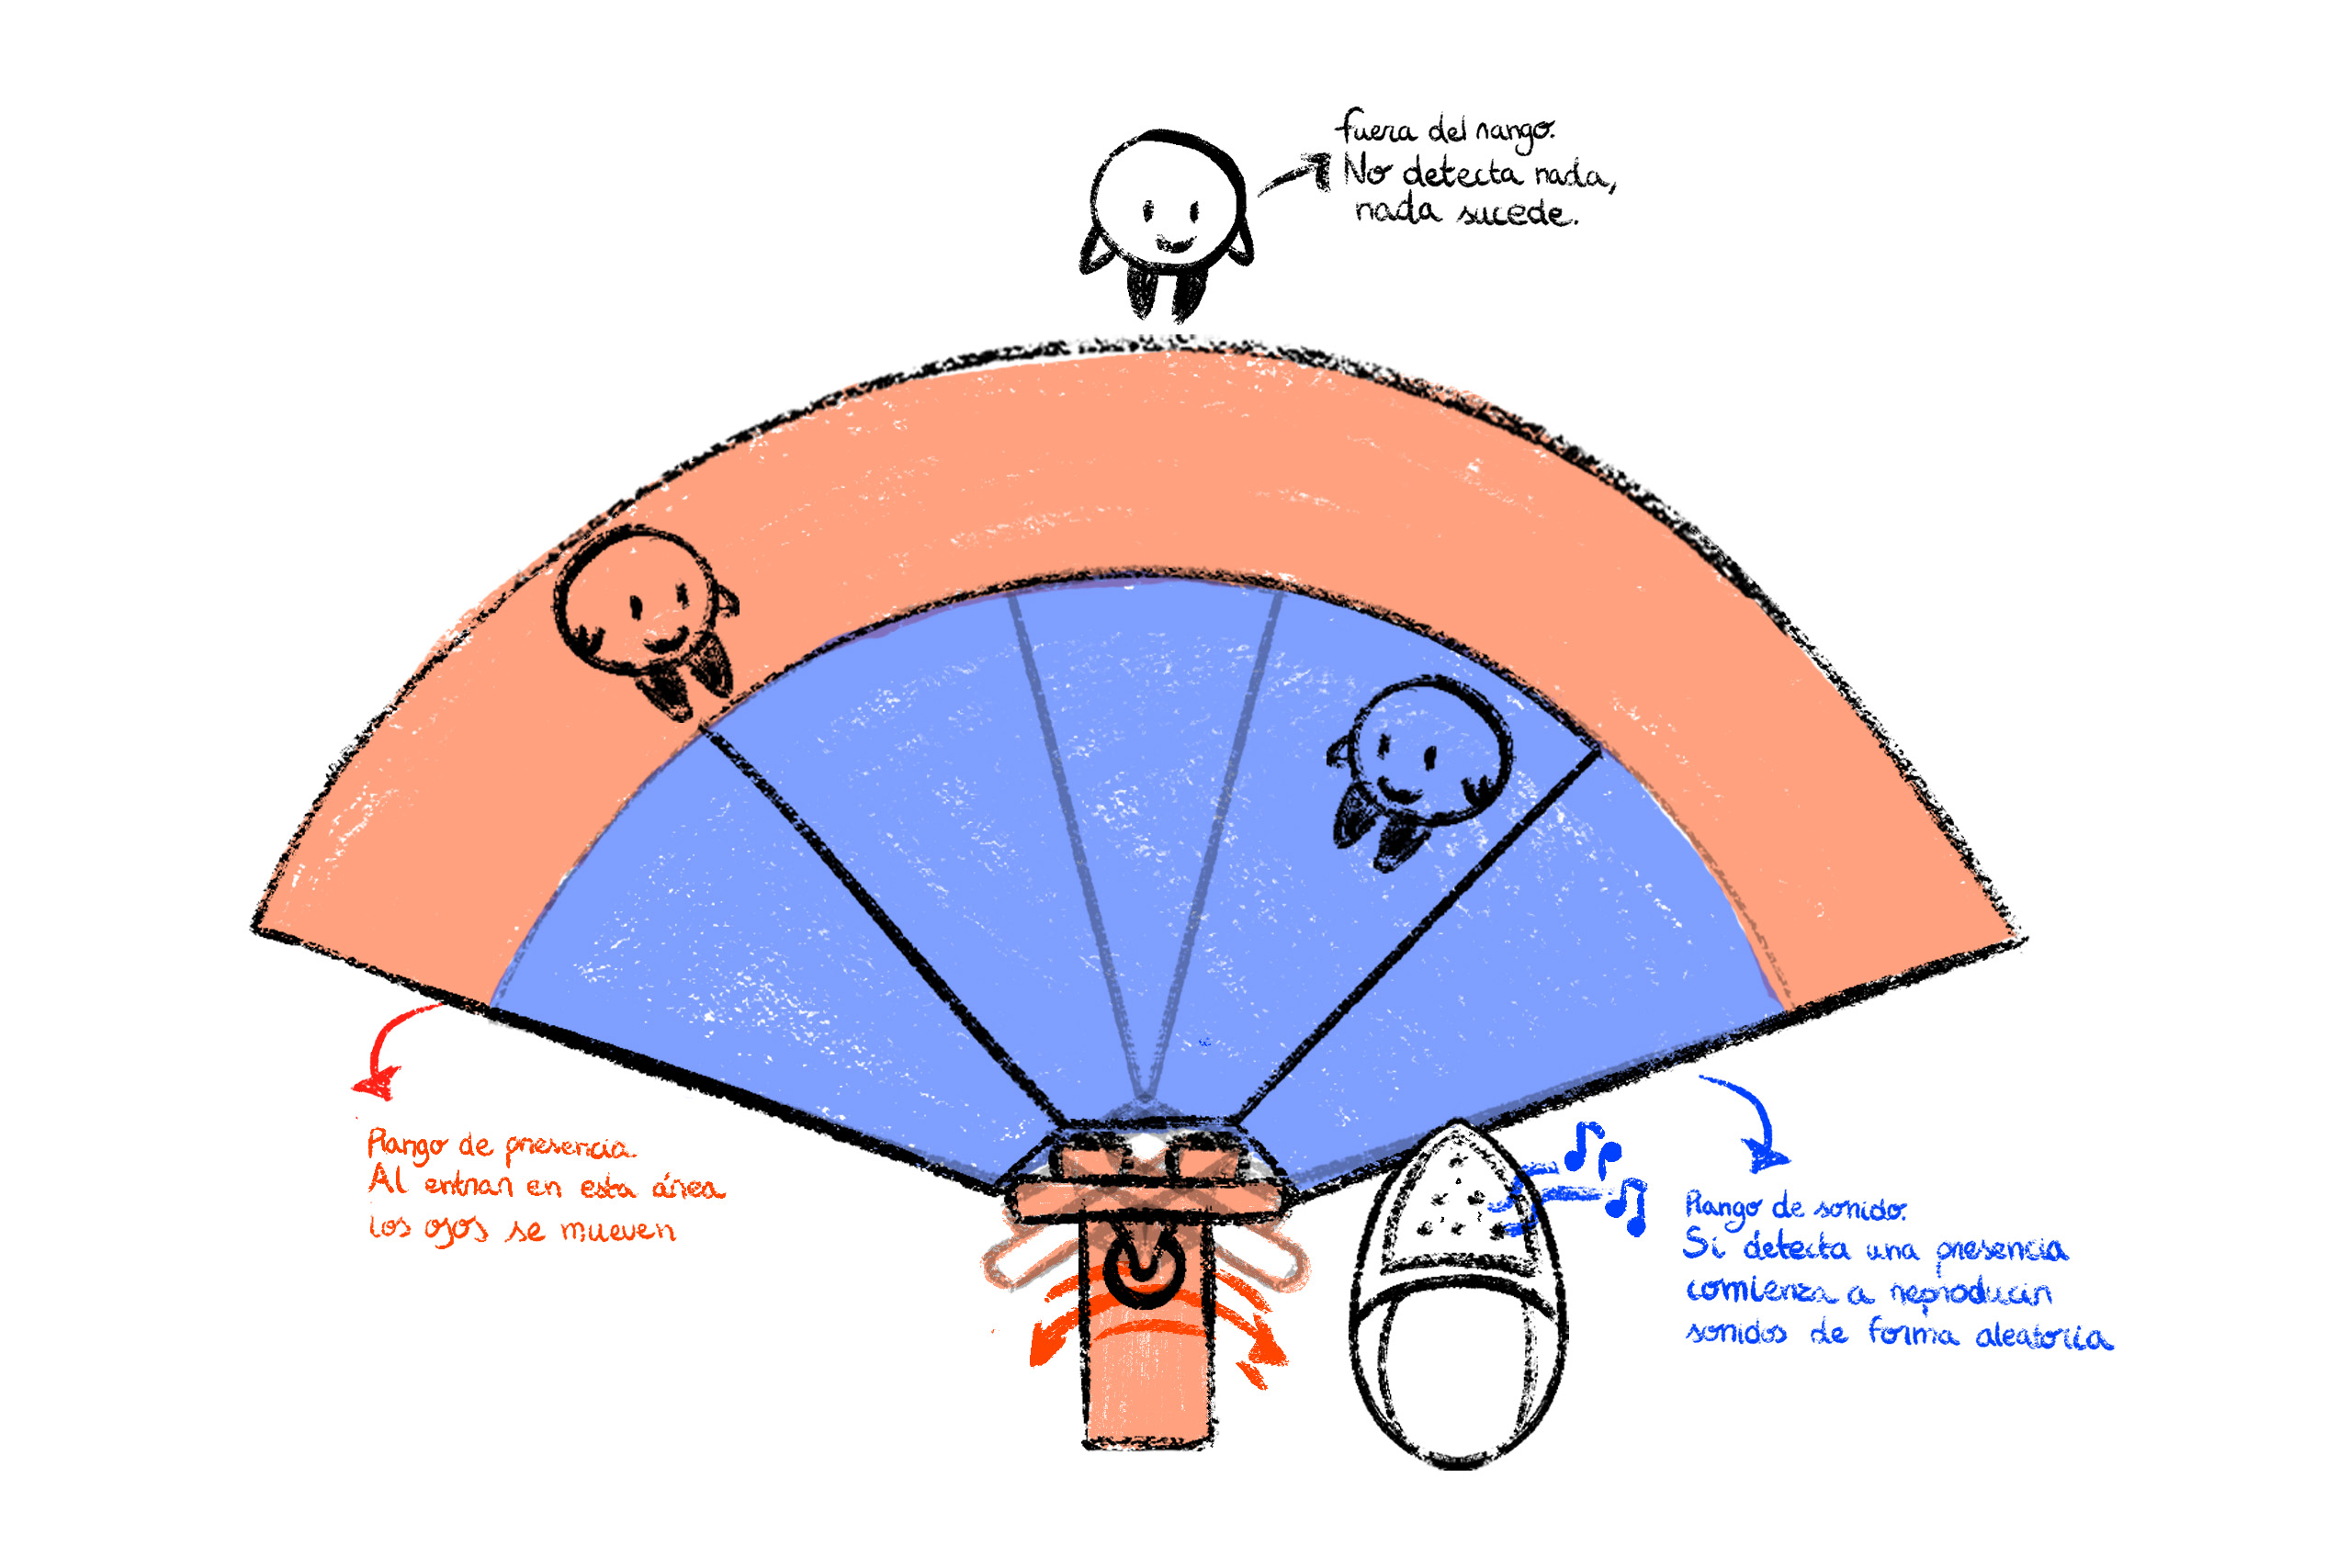 fuera del rango.
No detecta nada,
nada sucede.
Rango de presencia.
Al entrar en esta área
los ojos se mueven
Rango de sonido.
Si detecta una presencia
comienza a reproducir
sonidos de forma aleatoria